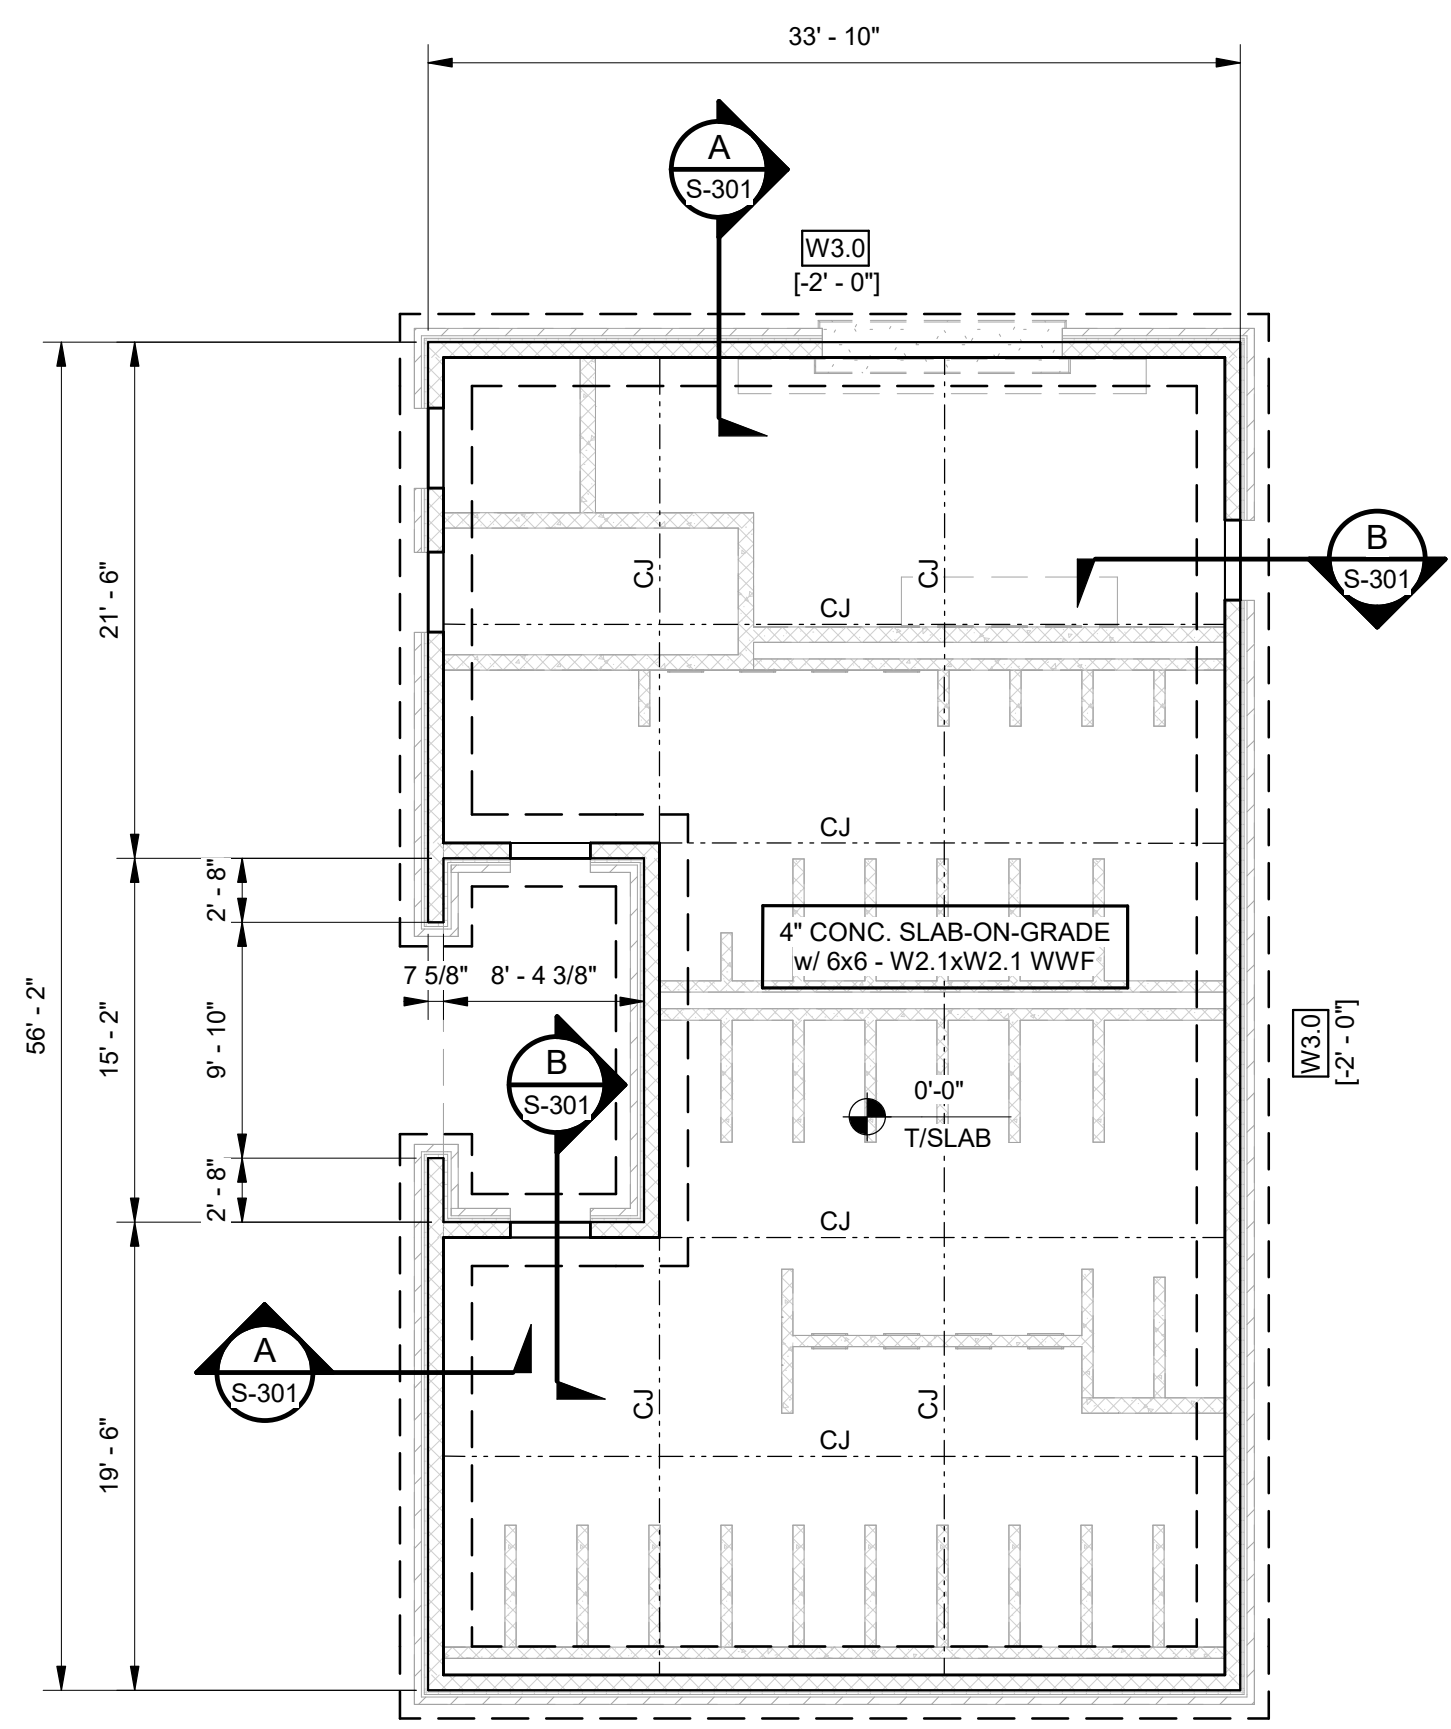 33' - 10"
A
S-301
W3.0
[-2' - 0"]
B
S-301
CJ
CJ
CJ
21' - 6"
CJ
2' - 8"
4" CONC. SLAB-ON-GRADE
w/ 6x6 - W2.1xW2.1 WWF
7 5/8"
8' - 4 3/8"
56' - 2"
15' - 2"
9' - 10"
W3.0
[-2' - 0"]
B
S-301
0'-0"
T/SLAB
2' - 8"
CJ
A
S-301
CJ
CJ
CJ
19' - 6"